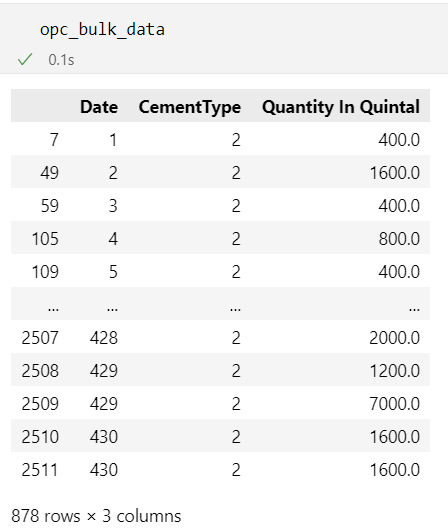 opc_bulk_data
0.1s
Date CementType Quantity In Quintal
7 1 2 400.0
49 2 2 1600.0
59 3 2 400.0
105 4 2 800.0
109 5 2 400.0
... ... ... ...
2507 428 2 2000.0
2508 429 2 1200.0
2509 429 2 7000.0
2510 430 2 1600.0
2511 430 2 1600.0
878 rows × 3 columns